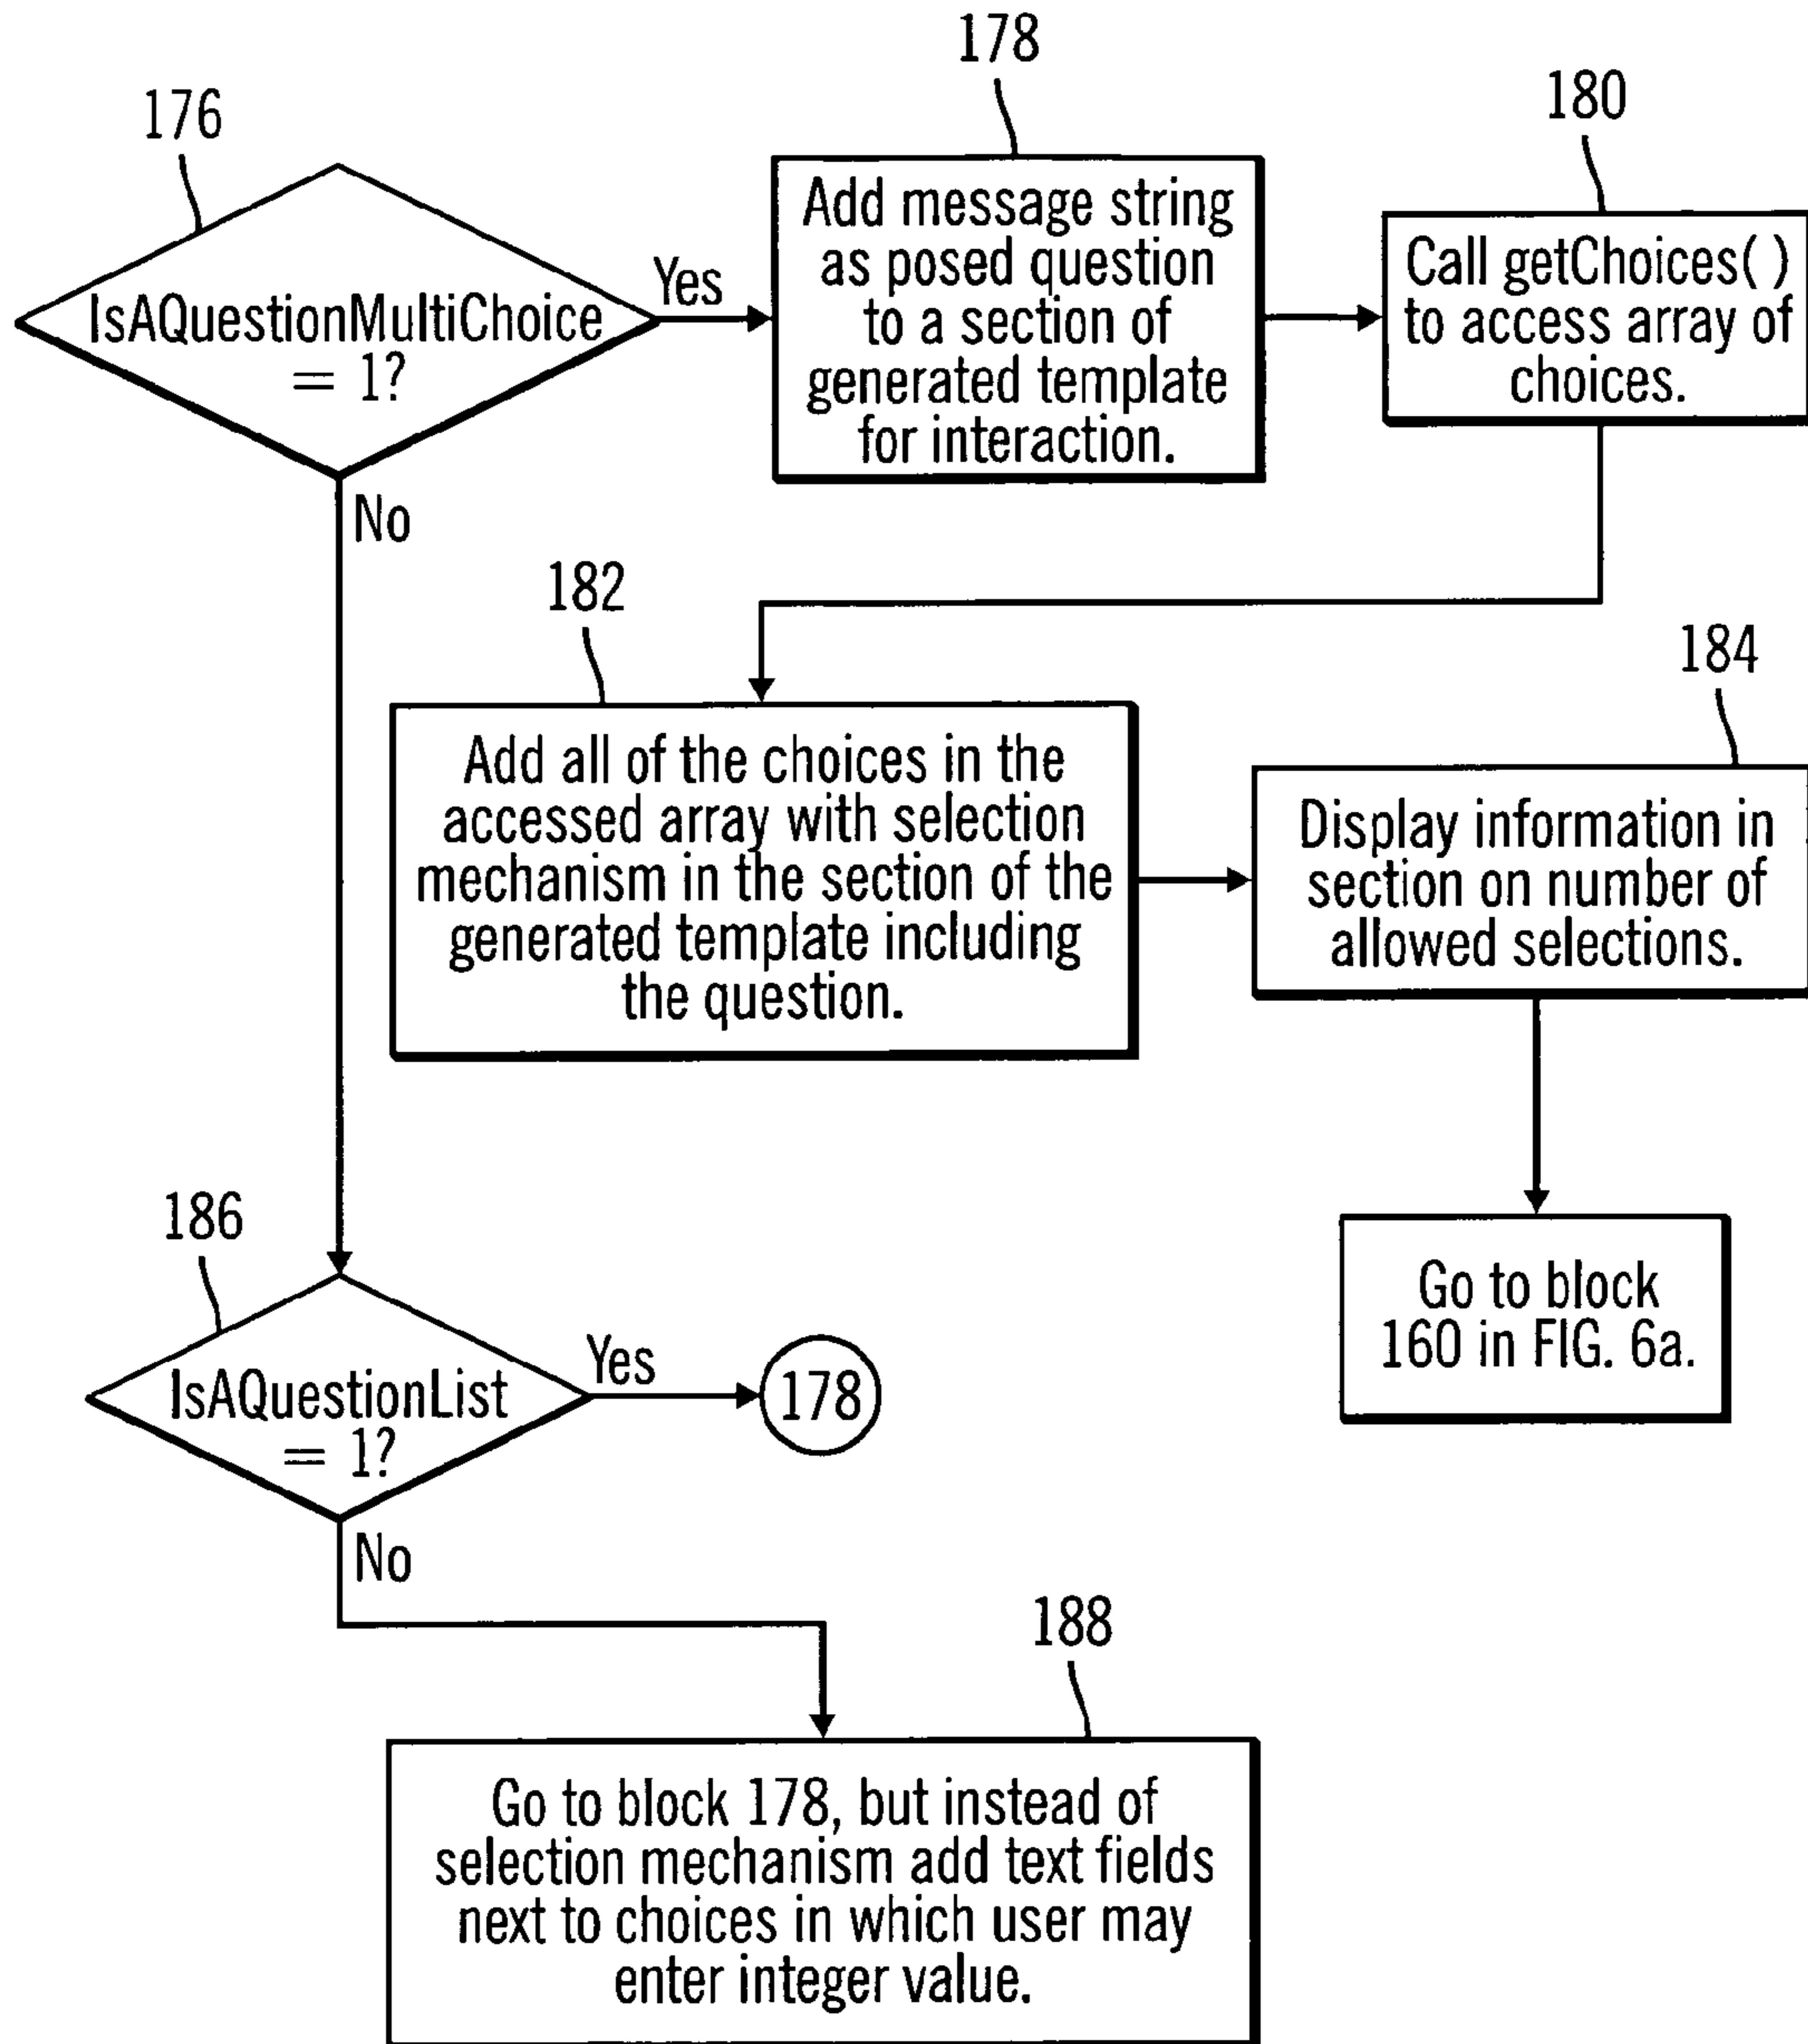 178
180
176
Add message string
as posed question
to a section of
generated template
for interaction.
Call getChoices( )
to access array of
choices.
IsAQuestionMultiChoice
= 1?
Yes
No
182
184
Add all of the choices in the
accessed array with selection
mechanism in the section of the
generated template including
the question.
Display information in
section on number of
allowed selections.
186
Go to block
160 in FIG. 6a.
IsAQuestionList
= 1?
Yes
178
No
188
Go to block 178, but instead of
selection mechanism add text fields
next to choices in which user may
enter integer value.